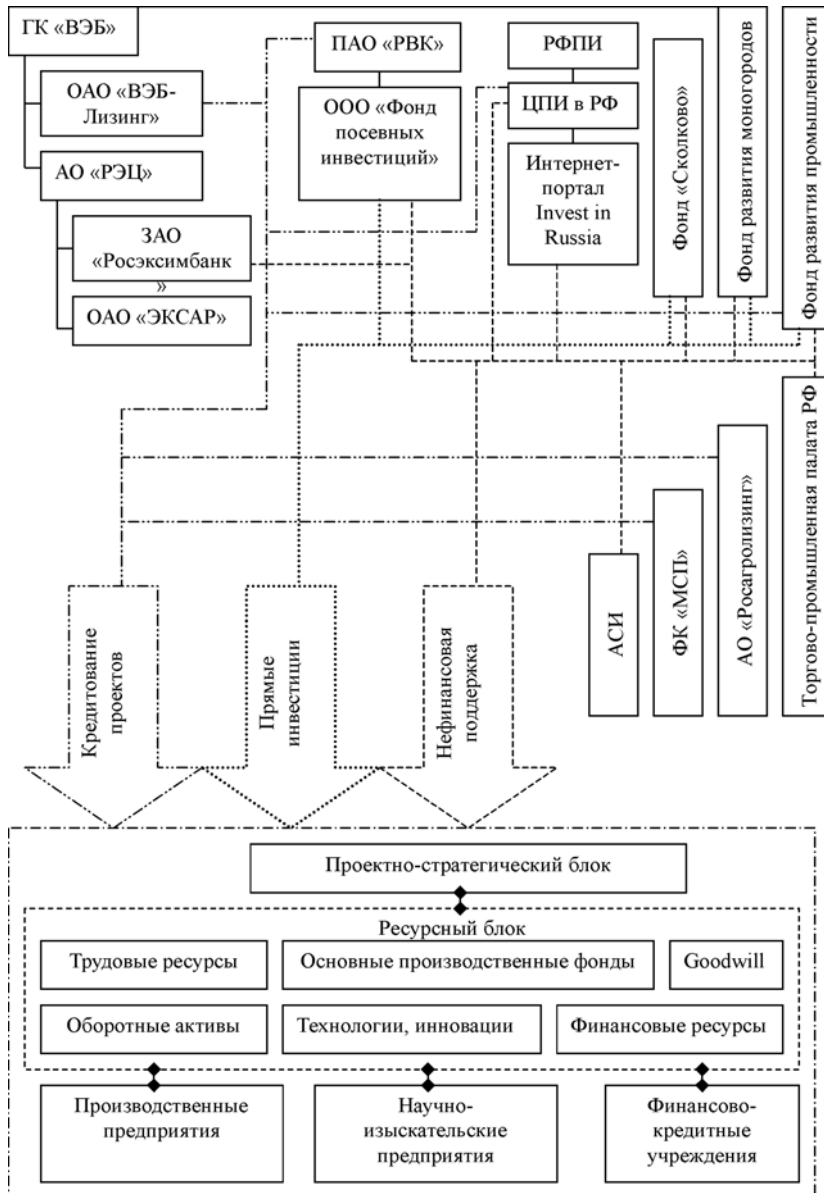 ГК «ВЭБ»
ОАО «ВЭБ-
Лизинг»
АО «РЭЦ»
ЗАО
«Росэксимбанк
»
ОАО «ЭКСАР»
ПАО «РВК»
ООО «Фонд
посевных
инвестиций»
РФПИ
ЦПИ в РФ
Интернет-
портал
Invest in
Russia
Фонд «Сколково»
Фонд развития моногородов
Фонд развития промышленности
АСИ
ФК «МСП»
АО «Росагролизинг»
Торгово-промышленная палата РФ
Кредитование
проектов
Прямые
инвестиции
Нефинансовая
поддержка
Проектно-стратегический блок
Ресурсный блок
Трудовые ресурсы
Основные производственные фонды
Goodwill
Оборотные активы
Технологии, инновации
Финансовые ресурсы
Производственные
предприятия
Научно-
изыскательские
предприятия
Финансово-
кредитные
учреждения